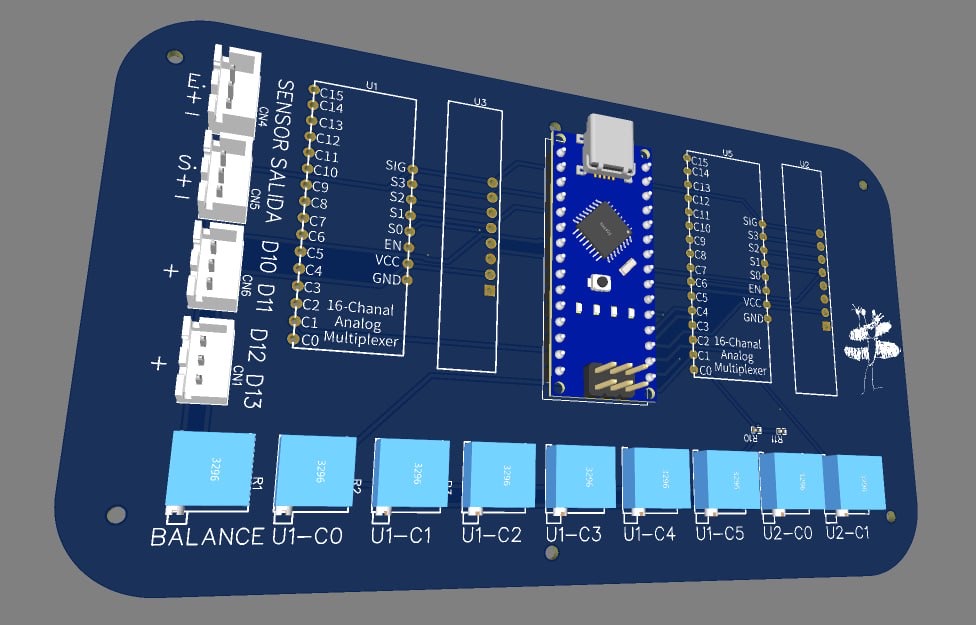 E.
+
-
CN4
S.
+
-
CN5
SENSOR SALIDA
+
CN6
D10 D11
+
CN1
D12 D13
U1
C15
C14
C13
C12
C11
C10
C9
C8
C7
C6
C5
C4
C3
C2
C1
C0
SIG
S3
S2
S1
S0
EN
VCC
GND
16-Chanal
Analog
Multiplexer
U3
U5
C15
C14
C13
C12
C11
C10
C9
C8
C7
C6
C5
C4
C3
C2
C1
C0
SIG
S3
S2
S1
S0
EN
VCC
GND
16-Chanal
Analog
Multiplexer
U2
R10
R11
3296
R1
3296
R2
3296
3296
3296
3296
3296
3296
3296
BALANCE
U1-C0
U1-C1
U1-C2
U1-C3
U1-C4
U1-C5
U2-C0
U2-C1